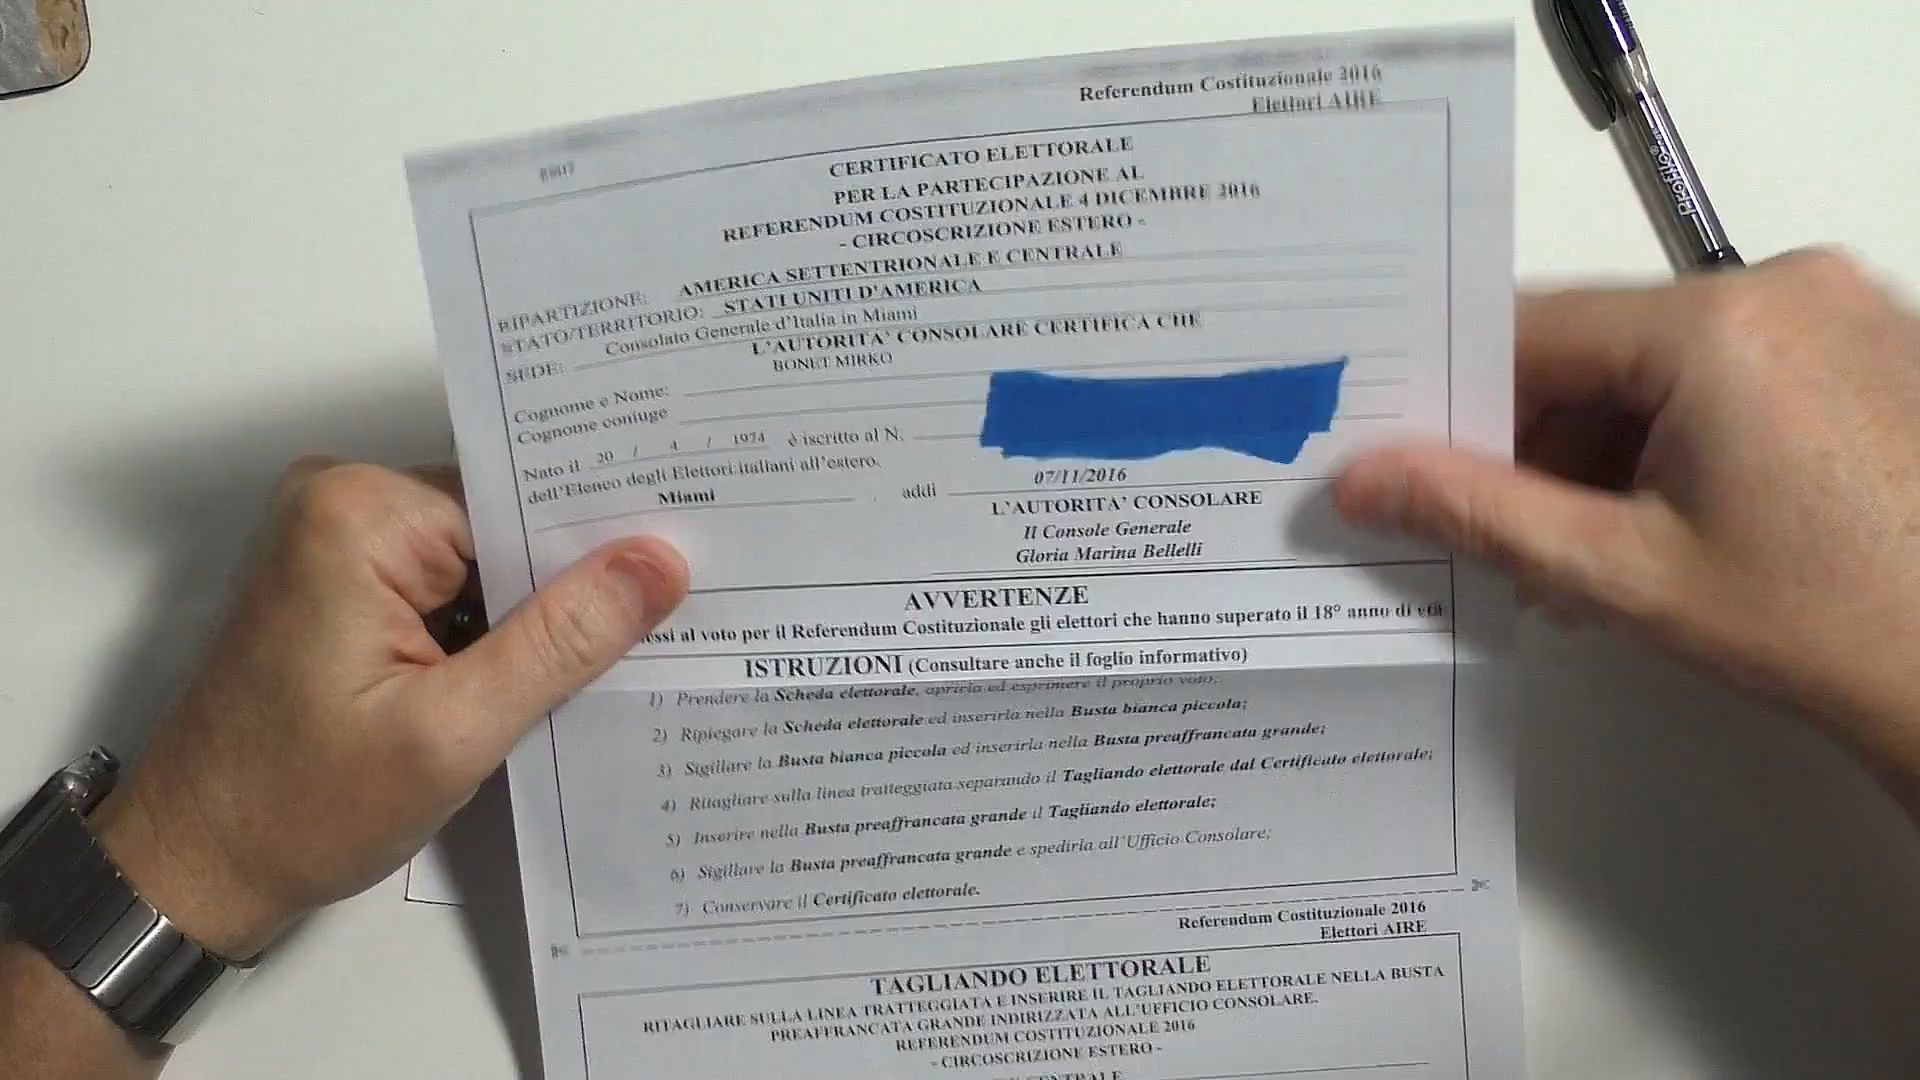 Referendum Costituzionale 2016
Elettori AIRE
CERTIFICATO ELETTORALE
PER LA PARTECIPAZIONE AL
REFERENDUM COSTITUZIONALE 4 DICEMBRE 2016
- CIRCOSCRIZIONE ESTERO -
RIPARTIZIONE: AMERICA SETTENTRIONALE E CENTRALE
STATO/TERRITORIO: STATI UNITI D'AMERICA
SEDE: Consolato Generale d'Italia in Miami
L'AUTORITA' CONSOLARE CERTIFICA CHE
BONET MIRKO
Cognome e Nome:
Cognome coniuge
Nato il 20 / 4 / 1974 è iscritto al N.
dell'Elenco degli Elettori italiani all'estero.
Miami , addì 07/11/2016
L'AUTORITA' CONSOLARE
Il Console Generale
Gloria Marina Bellelli
AVVERTENZE
al voto per il Referendum Costituzionale gli elettori che hanno superato il 18° anno di età
ISTRUZIONI (Consultare anche il foglio informativo)
1) Prendere la Scheda elettorale, aprirla ed esprimere il proprio voto;
2) Ripiegare la Scheda elettorale ed inserirla nella Busta bianca piccola;
3) Sigillare la Busta bianca piccola ed inserirla nella Busta preaffrancata grande;
4) Ritagliare sulla linea tratteggiata separando il Tagliando elettorale dal Certificato elettorale;
5) Inserire nella Busta preaffrancata grande il Tagliando elettorale;
6) Sigillare la Busta preaffrancata grande e spedirla all'Ufficio Consolare;
7) Conservare il Certificato elettorale.
Referendum Costituzionale 2016
Elettori AIRE
TAGLIANDO ELETTORALE
RITAGLIARE SULLA LINEA TRATTEGGIATA E INSERIRE IL TAGLIANDO ELETTORALE NELLA BUSTA
PREAFFRANCATA GRANDE INDIRIZZATA ALL'UFFICIO CONSOLARE.
REFERENDUM COSTITUZIONALE 2016
- CIRCOSCRIZIONE ESTERO -
CENTRALE
PROFILE